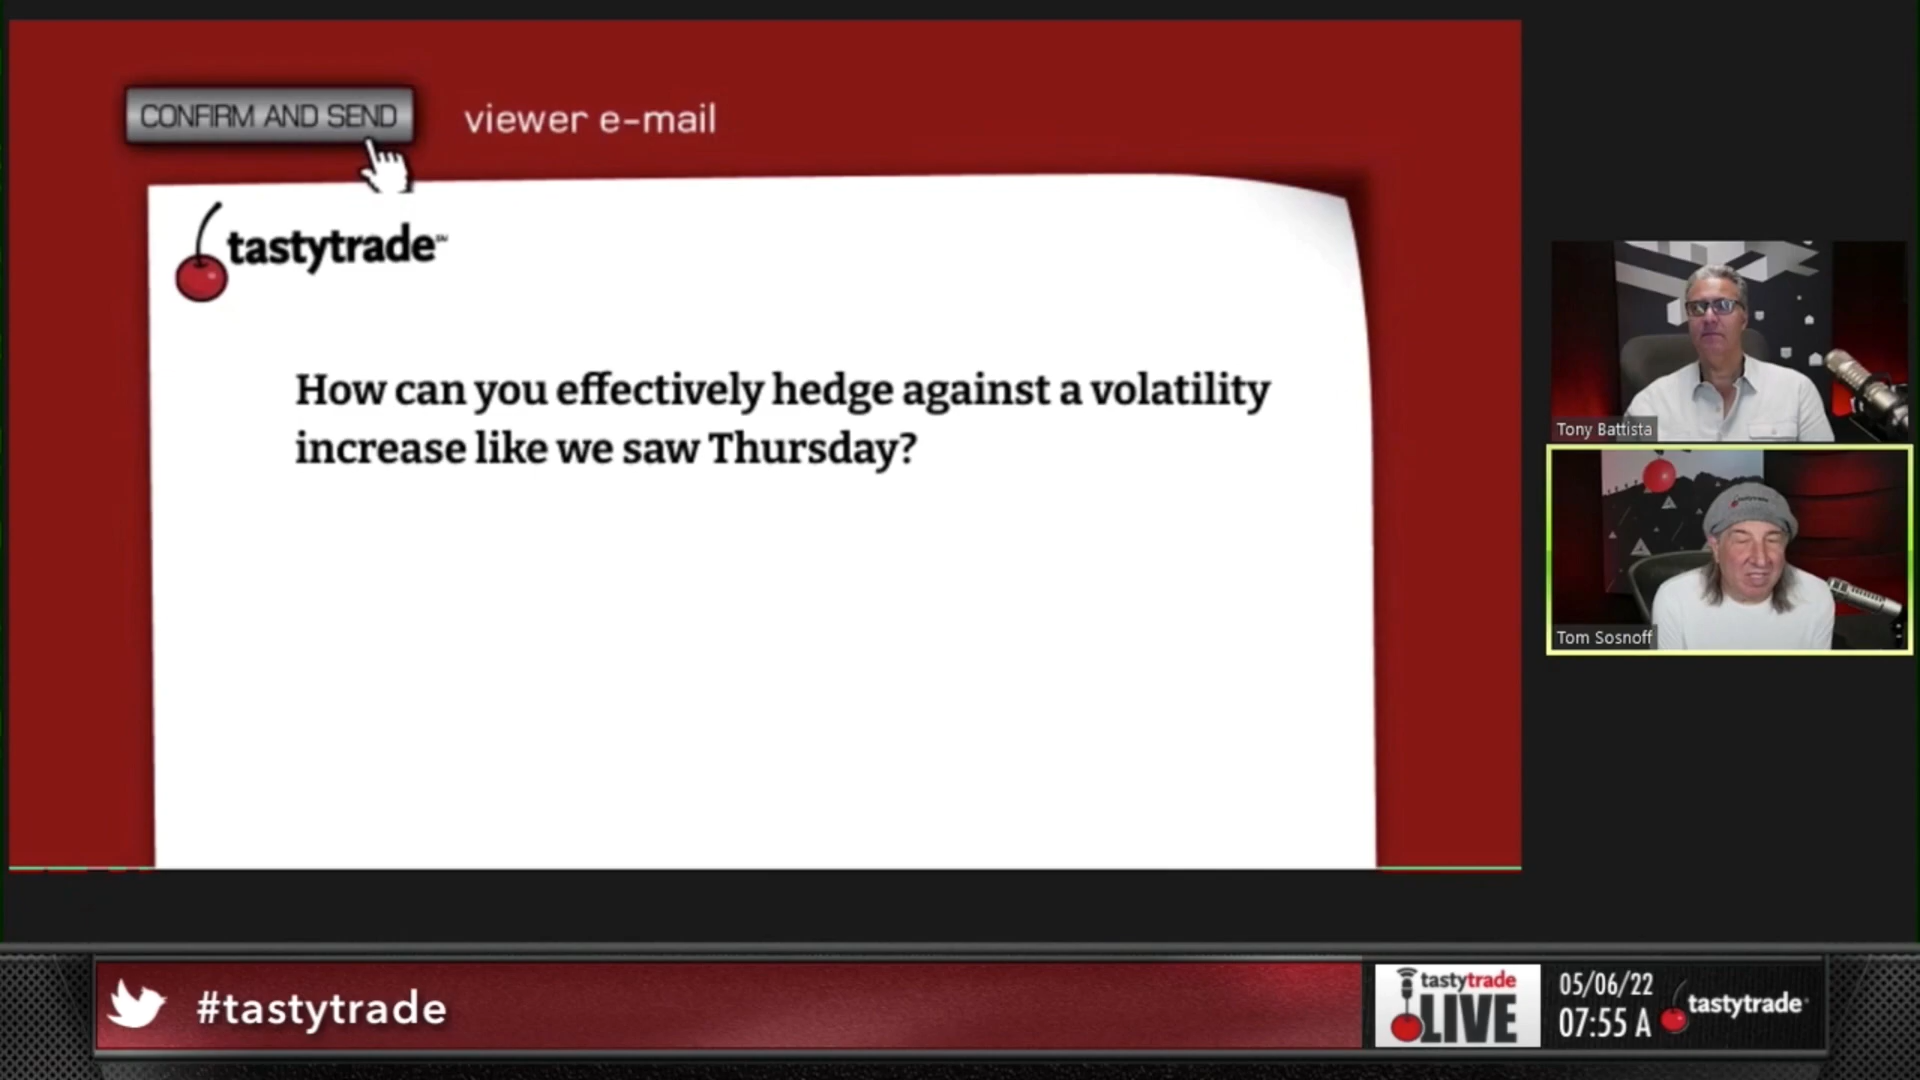 CONFIRM AND SEND
viewer e-mail
tastytrade℠
How can you effectively hedge against a volatility
increase like we saw Thursday?
Tony Battista
Tom Sosnoff
#tastytrade
tastytrade
LIVE
05/06/22
07:55 A
tastytrade